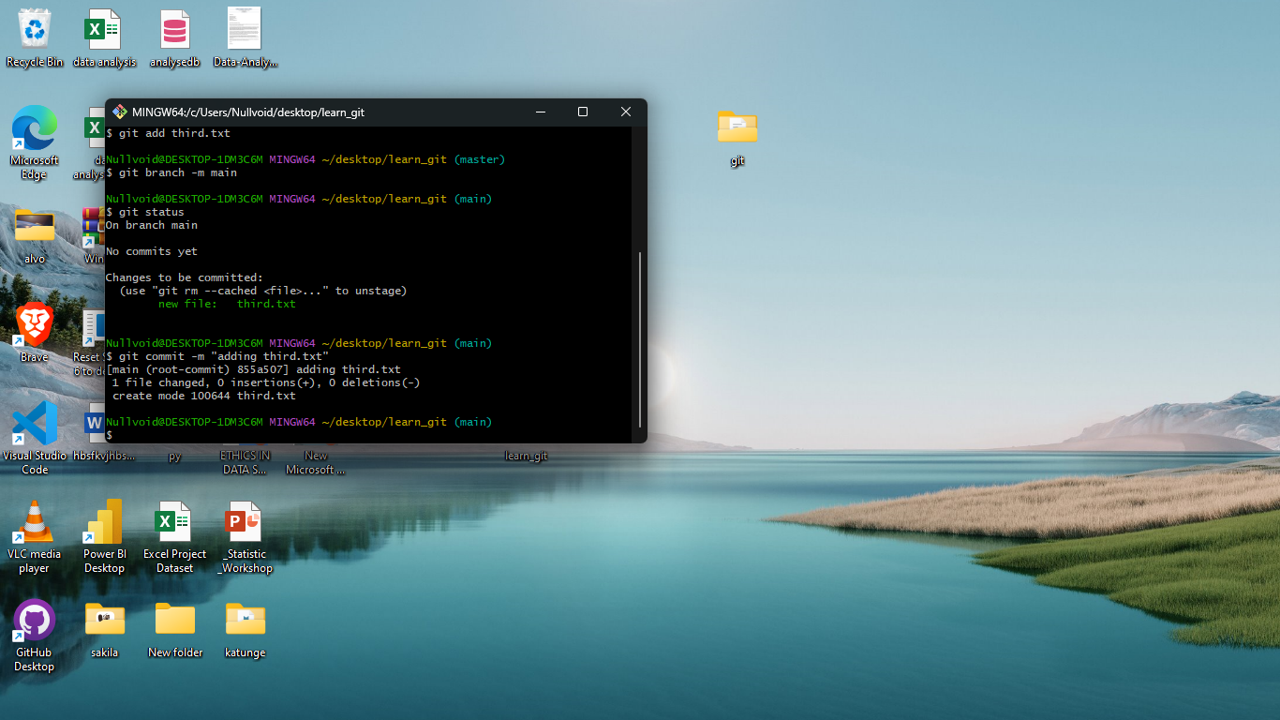 Recycle Bin
data analysis
analysedb
Data-Analy...
MINGW64:/c/Users/Nullvoid/desktop/learn_git
$ git add third.txt
Nullvoid@DESKTOP-1DM3C6M MINGW64 ~/desktop/learn_git (master)
$ git branch -m main
Nullvoid@DESKTOP-1DM3C6M MINGW64 ~/desktop/learn_git (main)
$ git status
On branch main
No commits yet
Changes to be committed:
(use "git rm --cached <file>..." to unstage)
new file: third.txt
Nullvoid@DESKTOP-1DM3C6M MINGW64 ~/desktop/learn_git (main)
$ git commit -m "adding third.txt"
[main (root-commit) 855a507] adding third.txt
1 file changed, 0 insertions(+), 0 deletions(-)
create mode 100644 third.txt
Nullvoid@DESKTOP-1DM3C6M MINGW64 ~/desktop/learn_git (main)
$
git
Microsoft
Edge
alvo
Brave
Visual Studio
Code
hbsfkvjhbs...
py
ETHICS IN
DATA S...
New
Microsoft ...
learn_git
VLC media
player
Power BI
Desktop
Excel Project
Dataset
_Statistic
_Workshop
GitHub
Desktop
sakila
New folder
katunge